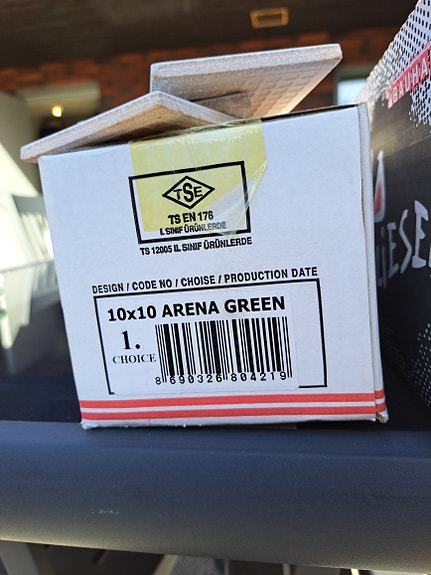 TSE
TS EN 176
I. SINIF ÜRÜNLERDE
TS 12005 II. SINIF ÜRÜNLERDE
DESIGN / CODE NO / CHOISE / PRODUCTION DATE
10x10 ARENA GREEN
1.
CHOICE
8 690326 804219
BAUHA